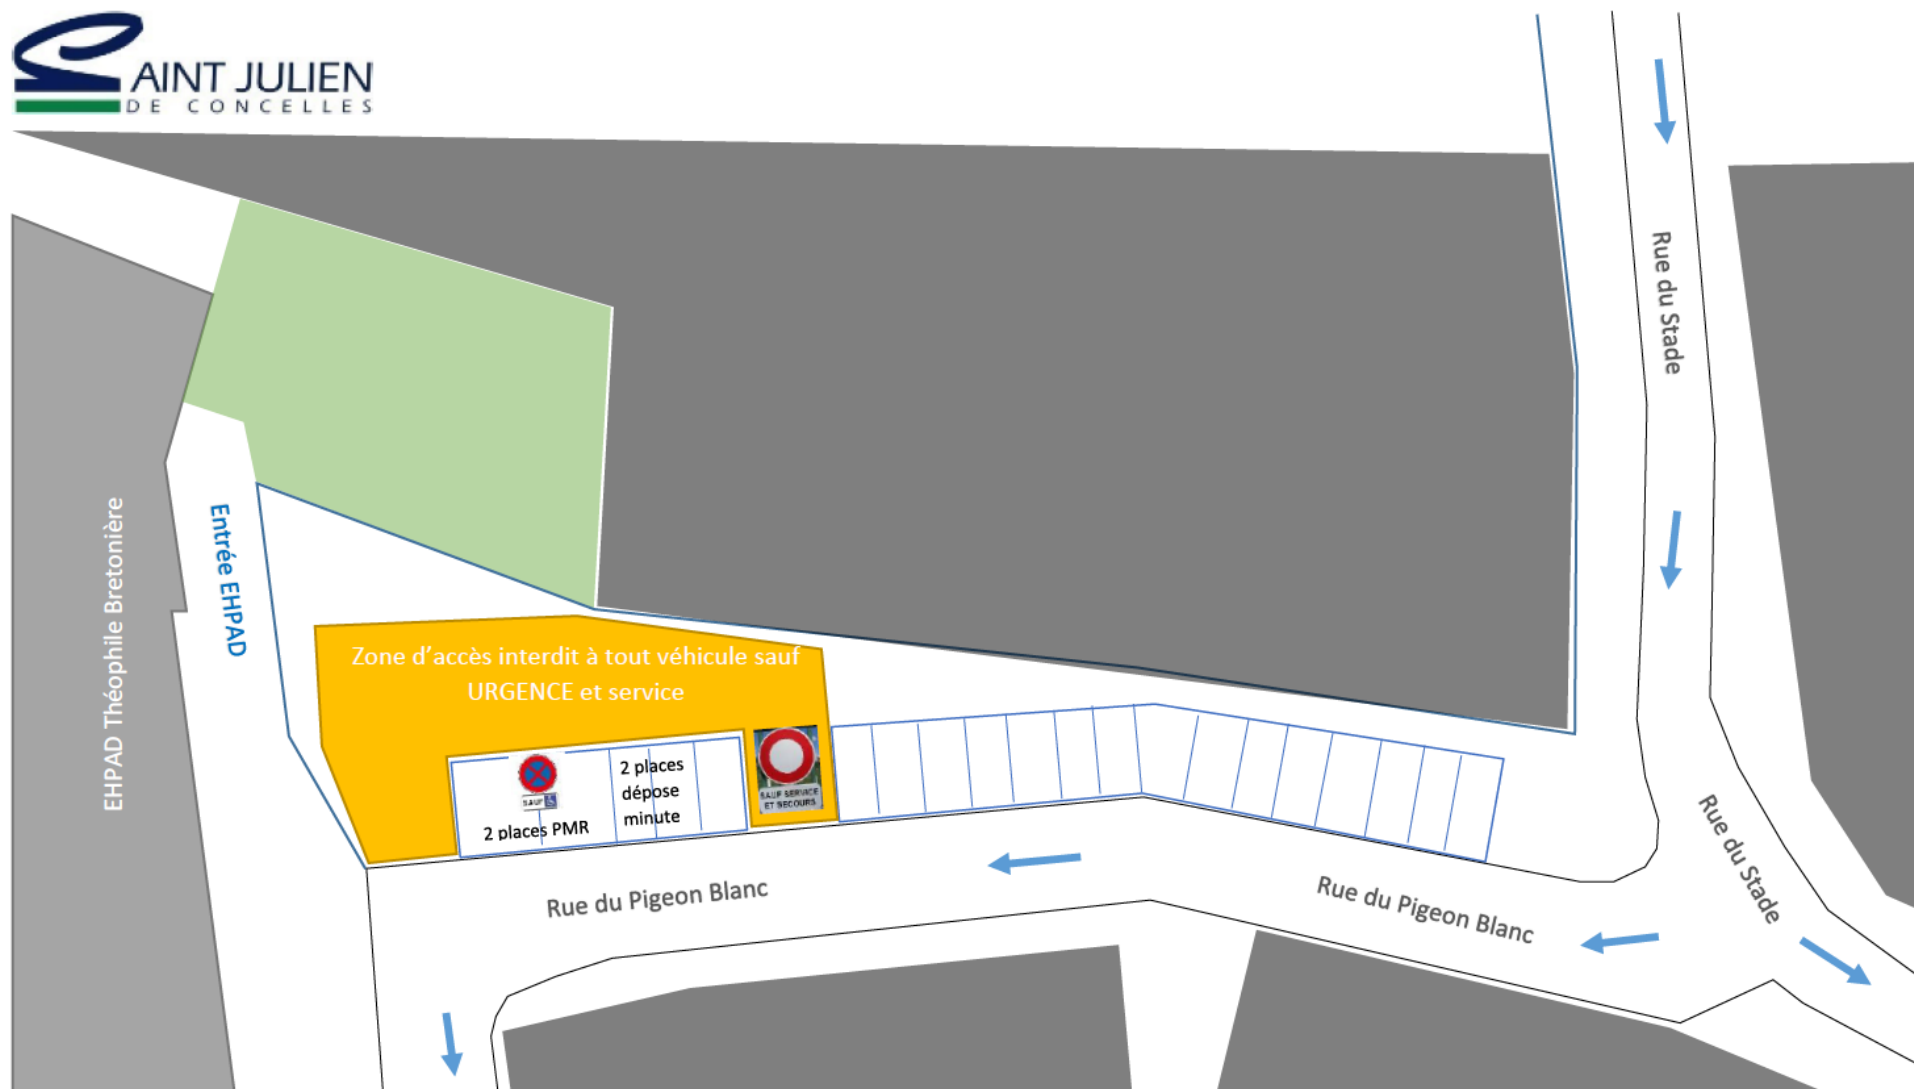 SAINT JULIEN
DE CONCELLES
Rue du Stade
EHPAD Théophile Bretonière
Entrée EHPAD
Zone d'accès interdit à tout véhicule sauf
URGENCE et service
SAUF
2 places PMR
2 places
dépose
minute
SAUF SERVICE
ET SECOURS
Rue du Pigeon Blanc
Rue du Pigeon Blanc
Rue du Stade